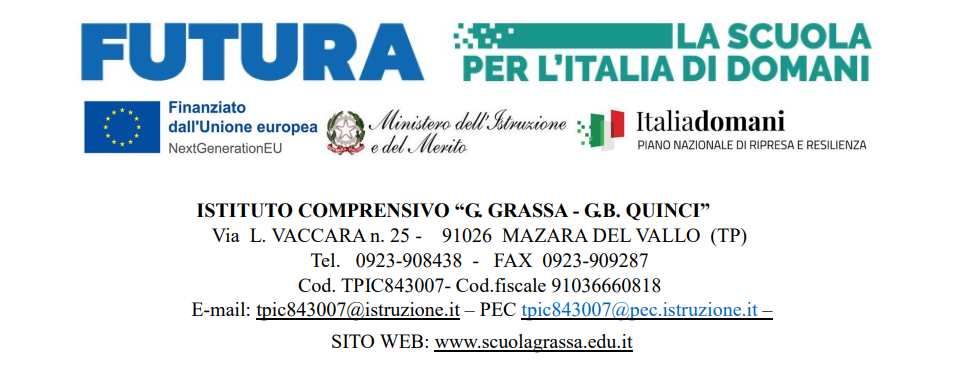 FUTURA
LA SCUOLA
PER L'ITALIA DI DOMANI
Finanziato
dall'Unione europea
NextGenerationEU
Ministero dell'Istruzione
e del Merito
Italiadomani
PIANO NAZIONALE DI RIPRESA E RESILIENZA
ISTITUTO COMPRENSIVO “G. GRASSA - G.B. QUINCI”
Via L. VACCARA n. 25 - 91026 MAZARA DEL VALLO (TP)
Tel. 0923-908438 - FAX 0923-909287
Cod. TPIC843007- Cod.fiscale 91036660818
E-mail: tpic843007@istruzione.it – PEC tpic843007@pec.istruzione.it –
SITO WEB: www.scuolagrassa.edu.it